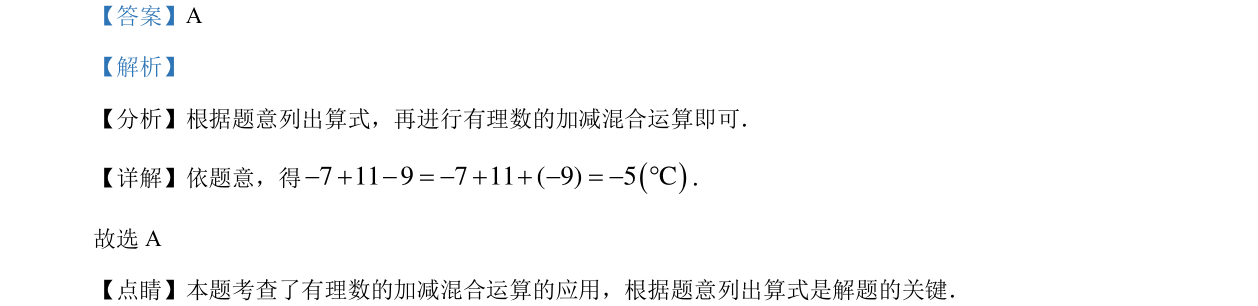 【答案】A
【解析】
【分析】根据题意列出算式，再进行有理数的加减混合运算即可．
【详解】依题意，得−7+11−9=−7+11+(−9)=−5(℃)．
故选 A
【点睛】本题考查了有理数的加减混合运算的应用，根据题意列出算式是解题的关键．